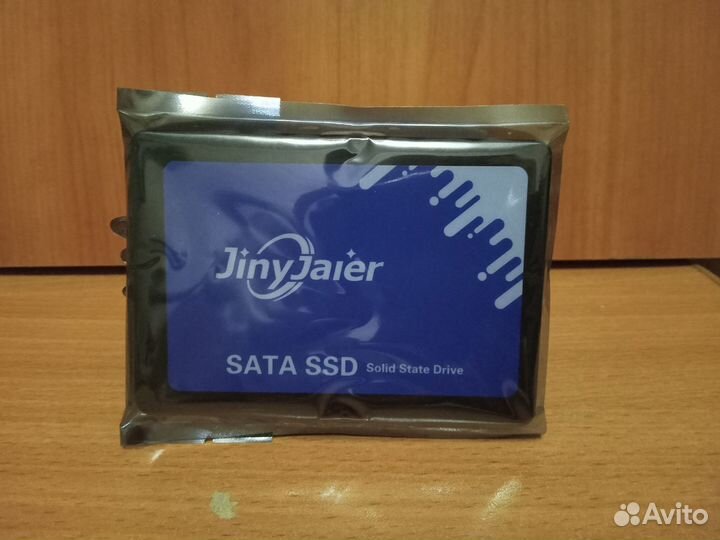 JinyJaier
SATA SSD Solid State Drive
Avito